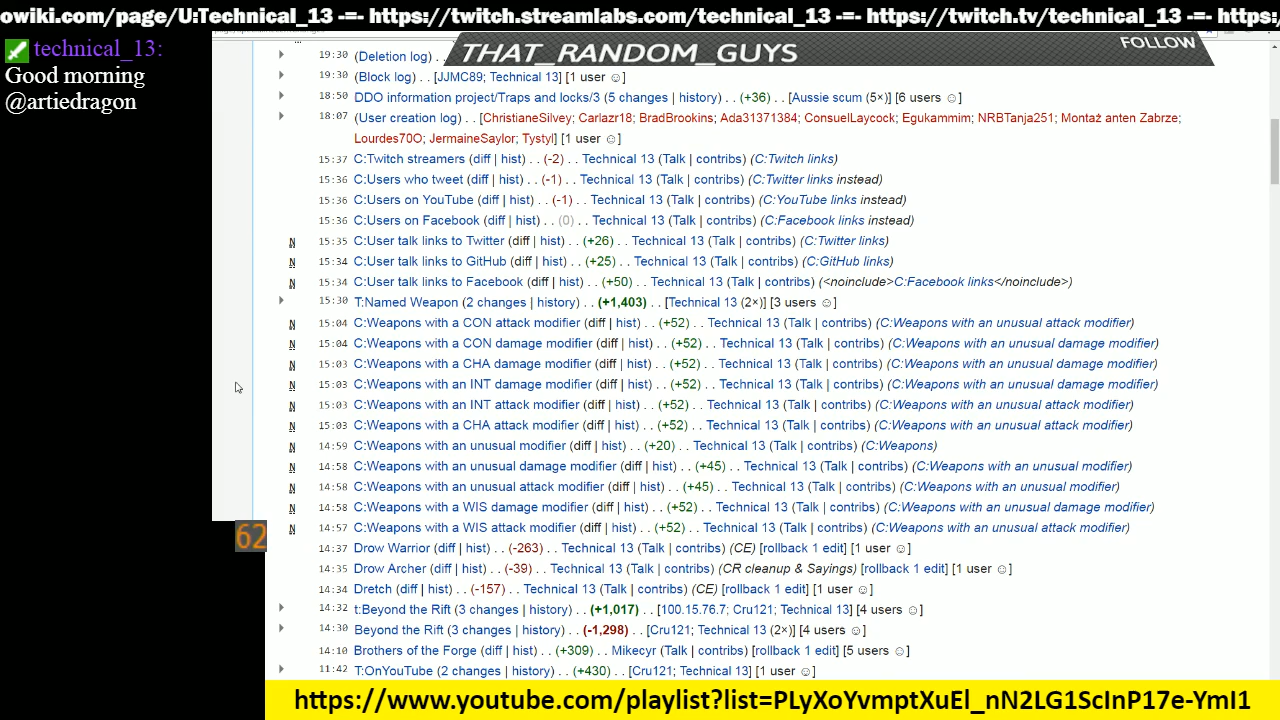 owiki.com/page/U:Technical_13 -=- https://twitch.streamlabs.com/technical_13 -=- https://twitch.tv/technical_13 -=- https:
technical_13:
Good morning
@artiedragon
THAT_RANDOM_GUYS
FOLLOW
19:30 (Deletion log) . .
19:30 (Block log) . . [JJMC89; Technical 13] [1 user ☺]
18:50 DDO information project/Traps and locks/3 (5 changes | history) . . (+36) . . [Aussie scum (5×)] [6 users ☺]
18:07 (User creation log) . . [ChristianeSilvey; Carlazr18; BradBrookins; Ada31371384; ConsuelLaycock; Egukammim; NRBTanja251; Montaż anten Zabrze;
Lourdes70O; JermaineSaylor; Tystyl] [1 user ☺]
15:37 C:Twitch streamers (diff | hist) . . (-2) . . Technical 13 (Talk | contribs) (C:Twitch links)
15:36 C:Users who tweet (diff | hist) . . (-1) . . Technical 13 (Talk | contribs) (C:Twitter links instead)
15:36 C:Users on YouTube (diff | hist) . . (-1) . . Technical 13 (Talk | contribs) (C:YouTube links instead)
15:36 C:Users on Facebook (diff | hist) . . (0) . . Technical 13 (Talk | contribs) (C:Facebook links instead)
N 15:35 C:User talk links to Twitter (diff | hist) . . (+26) . . Technical 13 (Talk | contribs) (C:Twitter links)
N 15:34 C:User talk links to GitHub (diff | hist) . . (+25) . . Technical 13 (Talk | contribs) (C:GitHub links)
N 15:34 C:User talk links to Facebook (diff | hist) . . (+50) . . Technical 13 (Talk | contribs) (<noinclude>C:Facebook links</noinclude>)
15:30 T:Named Weapon (2 changes | history) . . (+1,403) . . [Technical 13 (2×)] [3 users ☺]
N 15:04 C:Weapons with a CON attack modifier (diff | hist) . . (+52) . . Technical 13 (Talk | contribs) (C:Weapons with an unusual attack modifier)
N 15:04 C:Weapons with a CON damage modifier (diff | hist) . . (+52) . . Technical 13 (Talk | contribs) (C:Weapons with an unusual damage modifier)
N 15:03 C:Weapons with a CHA damage modifier (diff | hist) . . (+52) . . Technical 13 (Talk | contribs) (C:Weapons with an unusual damage modifier)
N 15:03 C:Weapons with an INT damage modifier (diff | hist) . . (+52) . . Technical 13 (Talk | contribs) (C:Weapons with an unusual damage modifier)
N 15:03 C:Weapons with an INT attack modifier (diff | hist) . . (+52) . . Technical 13 (Talk | contribs) (C:Weapons with an unusual attack modifier)
N 15:03 C:Weapons with a CHA attack modifier (diff | hist) . . (+52) . . Technical 13 (Talk | contribs) (C:Weapons with an unusual attack modifier)
N 14:59 C:Weapons with an unusual modifier (diff | hist) . . (+20) . . Technical 13 (Talk | contribs) (C:Weapons)
N 14:58 C:Weapons with an unusual damage modifier (diff | hist) . . (+45) . . Technical 13 (Talk | contribs) (C:Weapons with an unusual modifier)
N 14:58 C:Weapons with an unusual attack modifier (diff | hist) . . (+45) . . Technical 13 (Talk | contribs) (C:Weapons with an unusual modifier)
N 14:58 C:Weapons with a WIS damage modifier (diff | hist) . . (+52) . . Technical 13 (Talk | contribs) (C:Weapons with an unusual damage modifier)
N 14:57 C:Weapons with a WIS attack modifier (diff | hist) . . (+52) . . Technical 13 (Talk | contribs) (C:Weapons with an unusual attack modifier)
62
14:37 Drow Warrior (diff | hist) . . (-263) . . Technical 13 (Talk | contribs) (CE) [rollback 1 edit] [1 user ☺]
14:35 Drow Archer (diff | hist) . . (-39) . . Technical 13 (Talk | contribs) (CR cleanup & Sayings) [rollback 1 edit] [1 user ☺]
14:34 Dretch (diff | hist) . . (-157) . . Technical 13 (Talk | contribs) (CE) [rollback 1 edit] [1 user ☺]
14:32 t:Beyond the Rift (3 changes | history) . . (+1,017) . . [100.15.76.7; Cru121; Technical 13] [4 users ☺]
14:30 Beyond the Rift (3 changes | history) . . (-1,298) . . [Cru121; Technical 13 (2×)] [4 users ☺]
14:10 Brothers of the Forge (diff | hist) . . (+309) . . Mikecyr (Talk | contribs) [rollback 1 edit] [5 users ☺]
11:42 T:OnYouTube (2 changes | history) . . (+430) . . [Cru121; Technical 13] [1 user ☺]
https://www.youtube.com/playlist?list=PLyXoYvmptXuEl_nN2LG1ScInP17e-YmI1